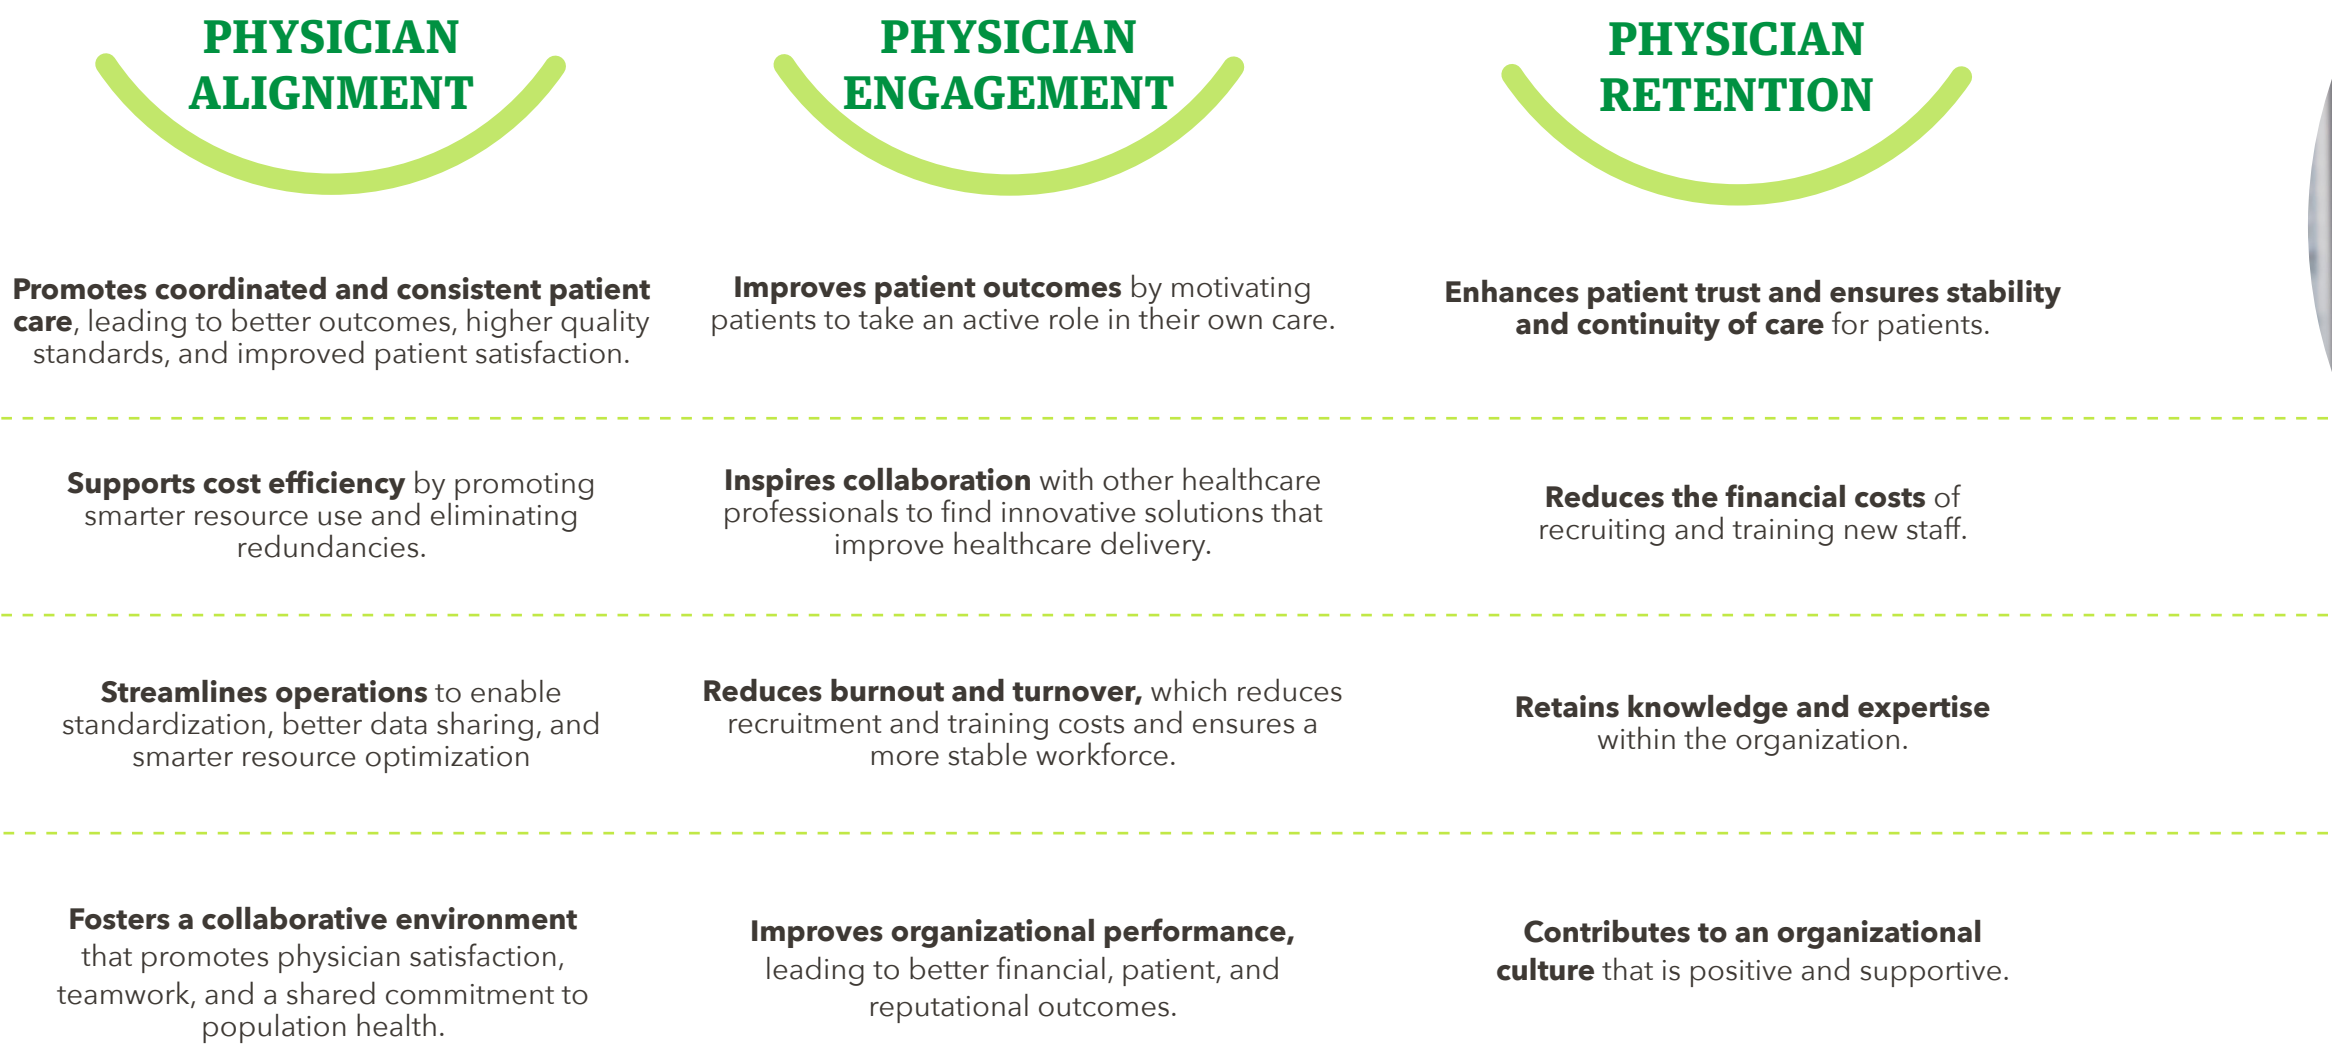 PHYSICIAN
ALIGNMENT
PHYSICIAN
ENGAGEMENT
PHYSICIAN
RETENTION
Promotes coordinated and consistent patient
care, leading to better outcomes, higher quality
standards, and improved patient satisfaction.
Improves patient outcomes by motivating
patients to take an active role in their own care.
Enhances patient trust and ensures stability
and continuity of care for patients.
Supports cost efficiency by promoting
smarter resource use and eliminating
redundancies.
Inspires collaboration with other healthcare
professionals to find innovative solutions that
improve healthcare delivery.
Reduces the financial costs of
recruiting and training new staff.
Streamlines operations to enable
standardization, better data sharing, and
smarter resource optimization
Reduces burnout and turnover, which reduces
recruitment and training costs and ensures a
more stable workforce.
Retains knowledge and expertise
within the organization.
Fosters a collaborative environment
that promotes physician satisfaction,
teamwork, and a shared commitment to
population health.
Improves organizational performance,
leading to better financial, patient, and
reputational outcomes.
Contributes to an organizational
culture that is positive and supportive.